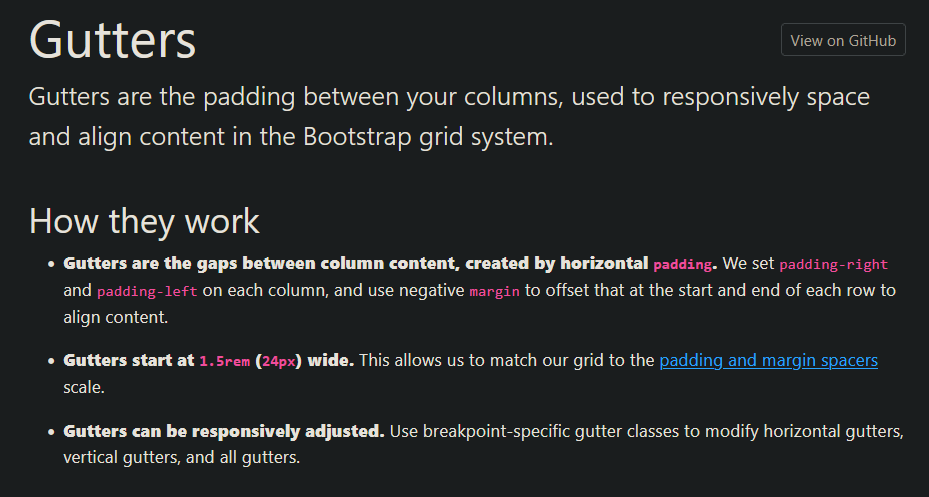 Gutters
View on GitHub
Gutters are the padding between your columns, used to responsively space
and align content in the Bootstrap grid system.
How they work
• Gutters are the gaps between column content, created by horizontal padding. We set padding-right
and padding-left on each column, and use negative margin to offset that at the start and end of each row to
align content.
• Gutters start at 1.5rem (24px) wide. This allows us to match our grid to the padding and margin spacers
scale.
• Gutters can be responsively adjusted. Use breakpoint-specific gutter classes to modify horizontal gutters,
vertical gutters, and all gutters.